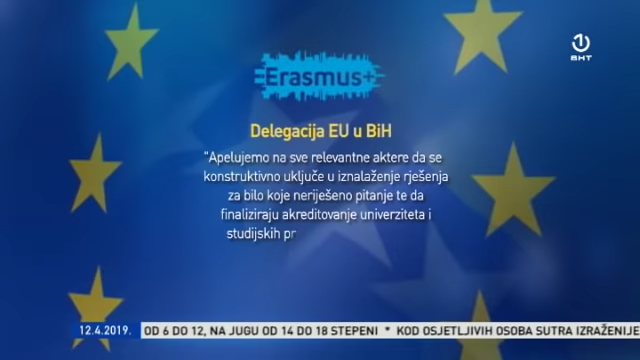 1
BHT
Erasmus+
Delegacija EU u BiH
"Apelujemo na sve relevantne aktere da se
konstruktivno uključe u iznalaženje rješenja
za bilo koje neriješeno pitanje te da
finaliziraju akreditovanje univerziteta i
studijskih pr
12.4.2019. OD 6 DO 12, NA JUGU OD 14 DO 18 STEPENI * KOD OSJETLJIVIH OSOBA SUTRA IZRAŽENIJE